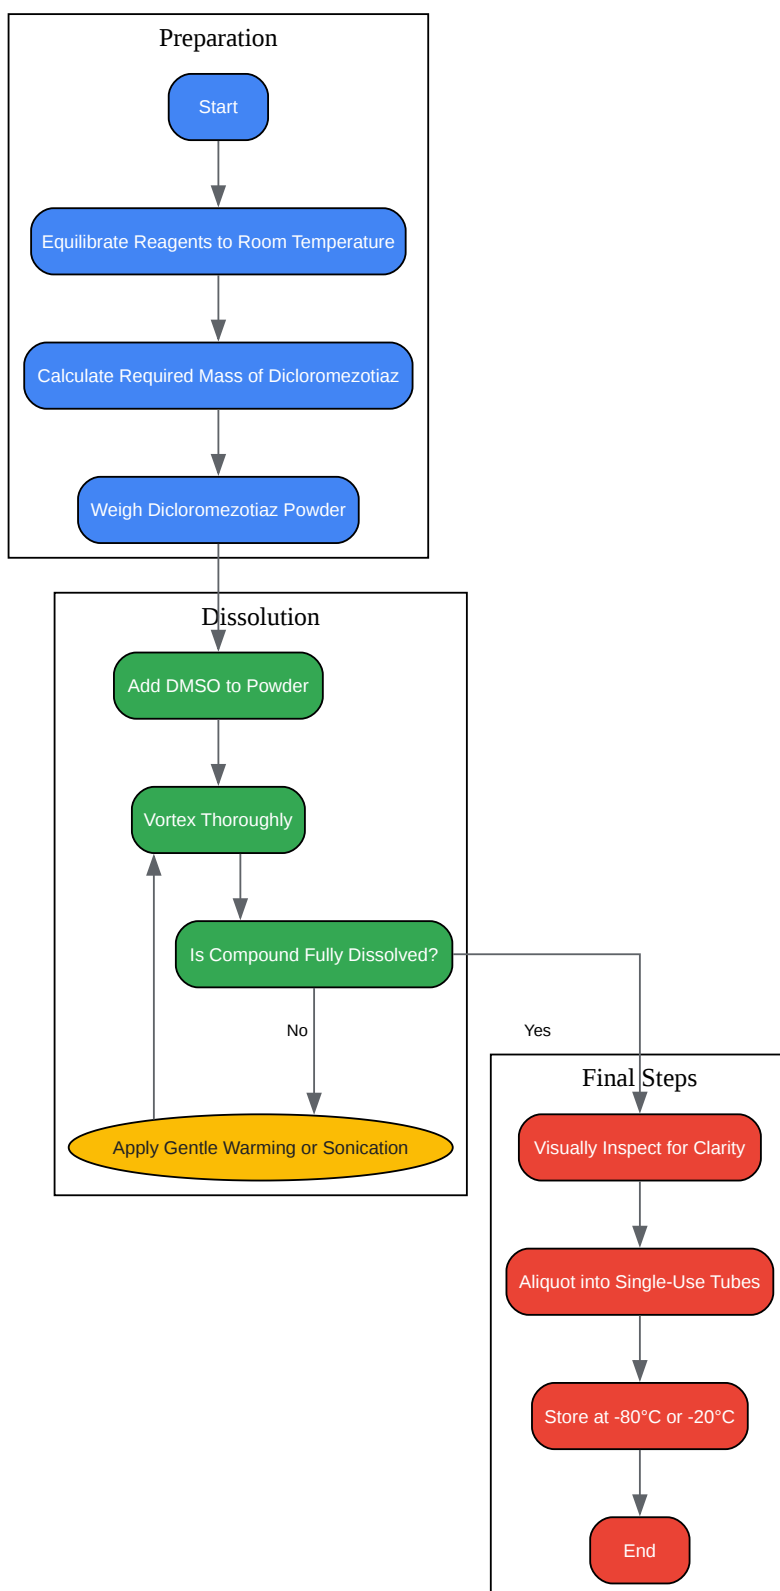 Preparation
Start
Equilibrate Reagents to Room Temperature
Calculate Required Mass of Dicloromezotiaz
Weigh Dicloromezotiaz Powder
Dissolution
Add DMSO to Powder
Vortex Thoroughly
Is Compound Fully Dissolved?
No
Yes
Apply Gentle Warming or Sonication
Final Steps
Visually Inspect for Clarity
Aliquot into Single-Use Tubes
Store at -80°C or -20°C
End